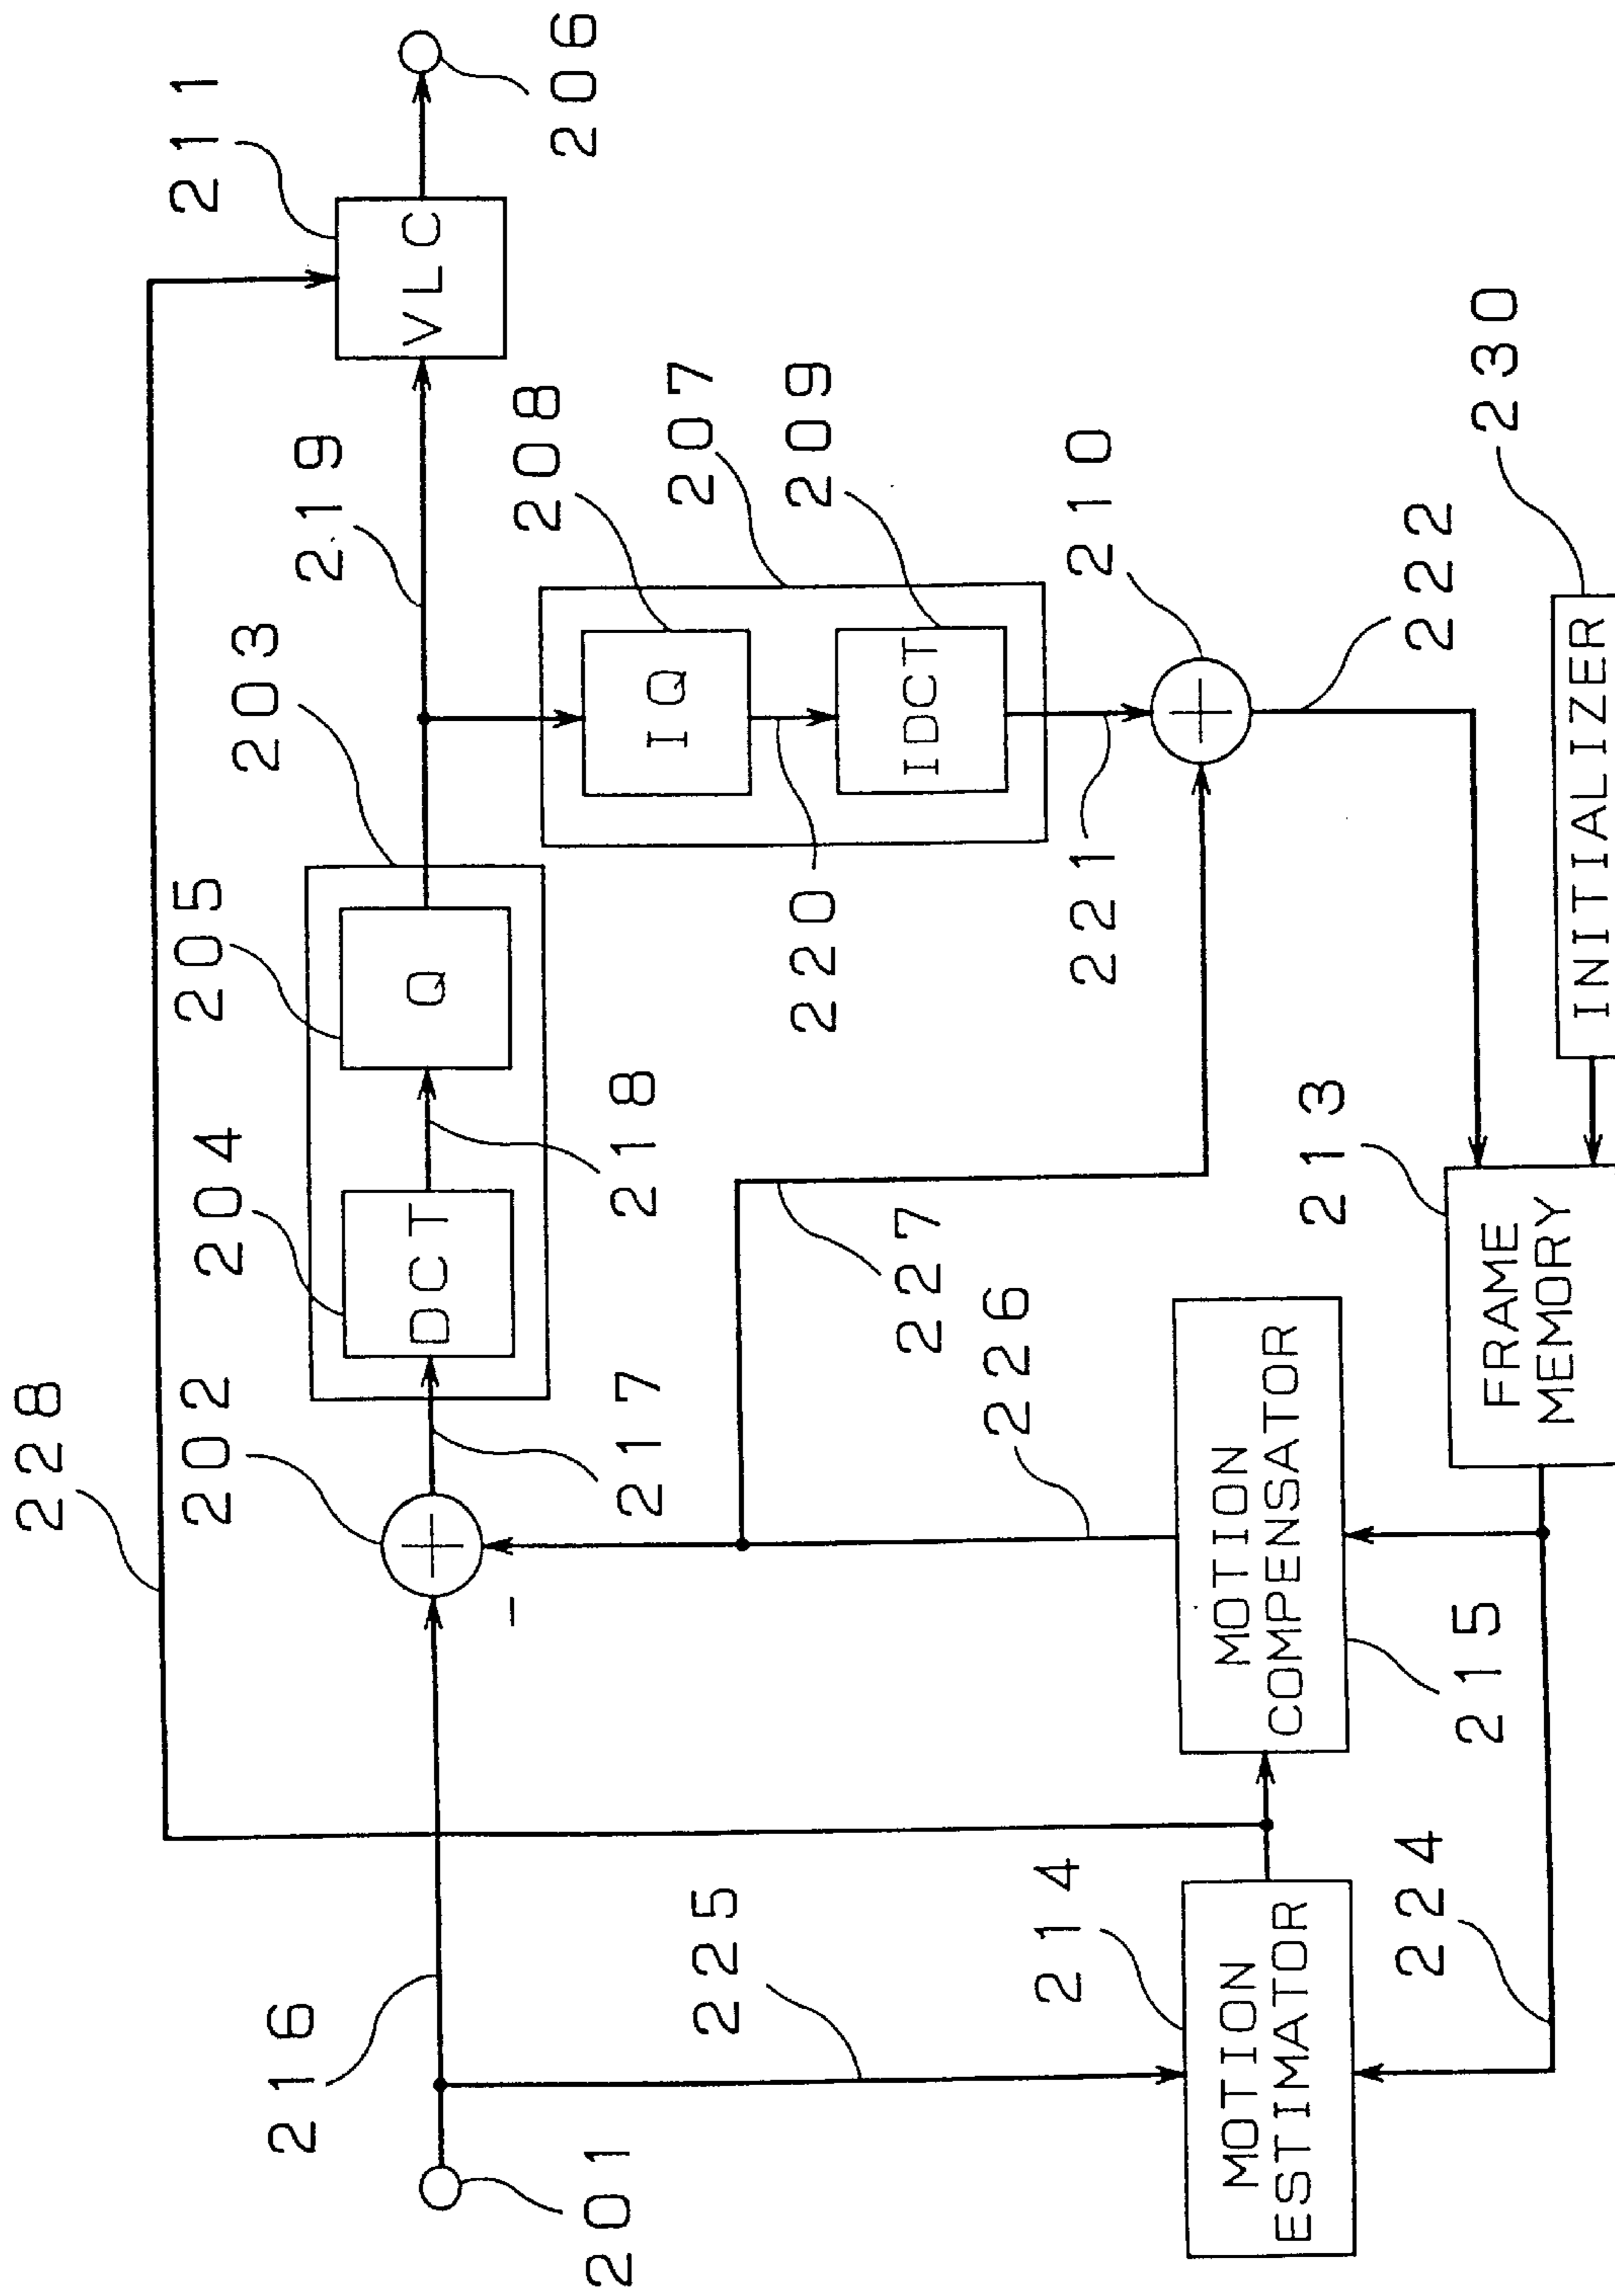 228
211
202
204
205
203
219
VLC
206
216
DCT
Q
208
207
209
217
218
IQ
201
225
220
IDCT
227
221
210
226
214
MOTION
ESTIMATOR
MOTION
COMPENSATOR
215
213
222
224
FRAME
MEMORY
INITIALIZER
230
-